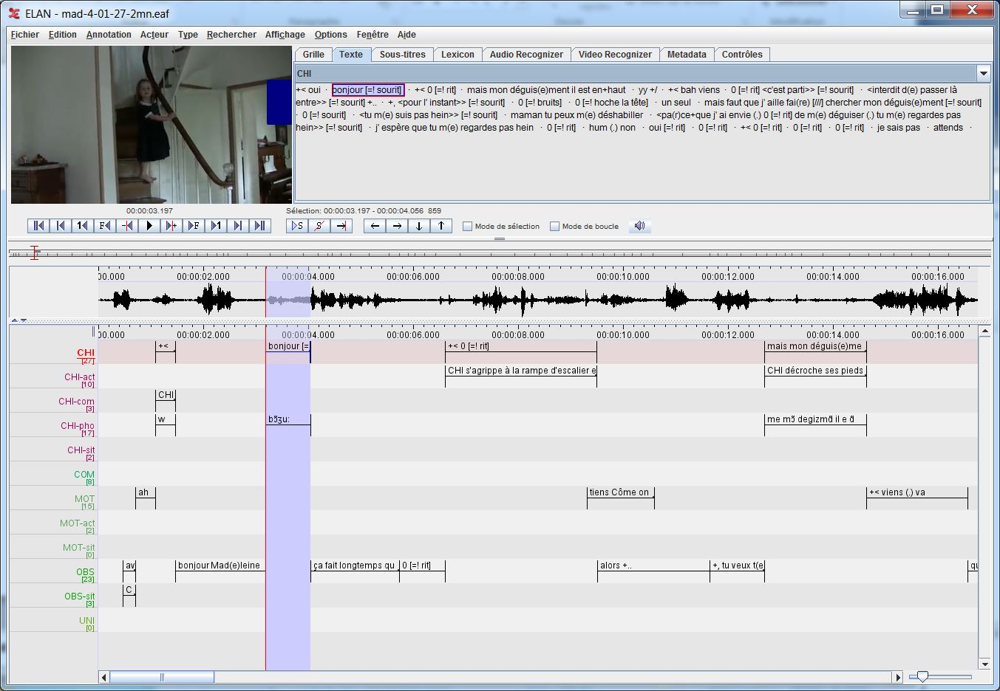 ELAN - mad-4-01-27-2mn.eaf
Fichier Edition Annotation Acteur Type Rechercher Affichage Options Fenêtre Aide
Grille Texte Sous-titres Lexicon Audio Recognizer Video Recognizer Metadata Contrôles
CHI
+< oui · bonjour [=! sourit] · +< 0 [=! rit] · mais mon déguis(e)ment il est en+haut · yy +/ · +< bah viens · 0 [=! rit] <c'est parti>> [=! sourit] · <interdit d(e) passer là
entre>> [=! sourit] +.. · +, <pour l' instant>> [=! sourit] · 0 [=! bruits] · 0 [=! hoche la tête] · un seul · mais faut que j' aille fai(re) [///] chercher mon déguis(e)ment [=! sourit]
· 0 [=! sourit] · <tu m(e) suis pas hein>> [=! sourit] · maman tu peux m(e) déshabiller · <pa(r)ce+que j' ai envie (.) 0 [=! rit] de m(e) déguiser (.) tu m(e) regardes pas
hein>> [=! sourit] · j' espère que tu m(e) regardes pas hein · 0 [=! rit] · hum (.) non · oui [=! rit] · 0 [=! rit] · +< 0 [=! rit] · 0 [=! rit] · 0 [=! rit] · je sais pas · attends ·
00:00:03.197 Sélection: 00:00:03.197 - 00:00:04.056 859
1 F F 1 S S Mode de sélection Mode de boucle
00.000 00:00:02.000 00:00:04.000 00:00:06.000 00:00:08.000 00:00:10.000 00:00:12.000 00:00:14.000 00:00:16.000
00.000 00:00:02.000 00:00:04.000 00:00:06.000 00:00:08.000 00:00:10.000 00:00:12.000 00:00:14.000 00:00:16.000
CHI +< bonjour [= +< 0 [=! rit] mais mon déguis(e)me
[27]
CHI-act CHI s'agrippe à la rampe d'escalier e CHI décroche ses pieds
[10]
CHI-com CHI
[3]
CHI-pho w bɔ̃ʒu: me mɔ̃ degizmɑ̃ il e ɑ̃
[17]
CHI-sit
[2]
COM
[8]
MOT ah tiens Côme on +< viens (.) va
[15]
MOT-act
[2]
MOT-sit
[0]
OBS av bonjour Mad(e)leine ça fait longtemps qu 0 [=! rit] alors +.. +, tu veux t(e qu
[23]
OBS-sit C
[3]
UNI
[0]